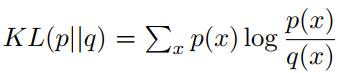 KL(p||q) = ∑ₓ p(x) log p(x)/q(x)